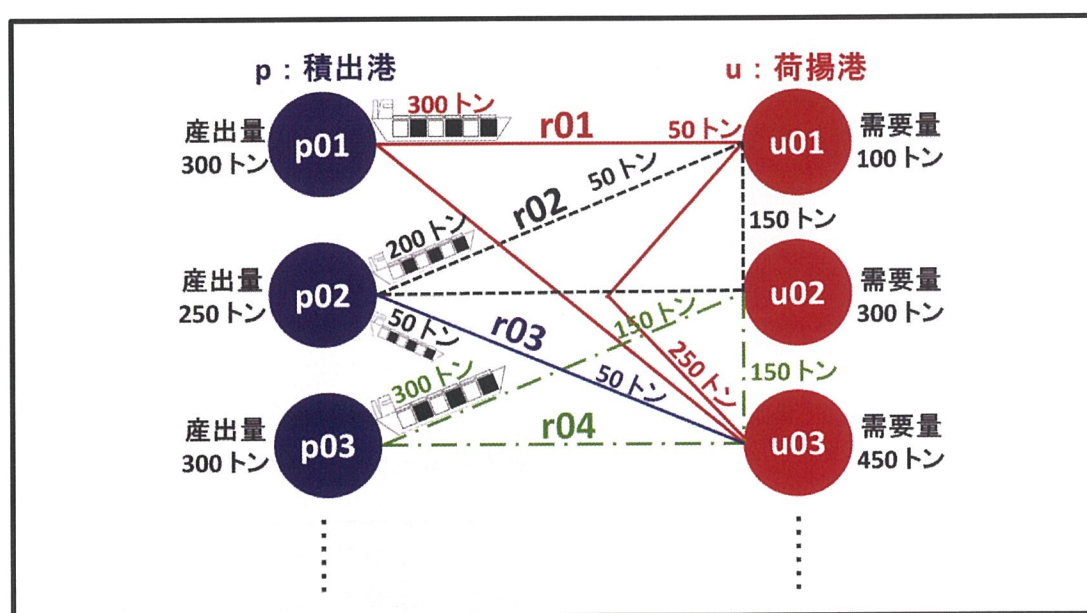 p：積出港
u：荷揚港
産出量
300トン
p01
300トン
r01
50トン
u01
需要量
100トン
r02
50トン
150トン
200トン
産出量
250トン
p02
50トン
r03
150トン
u02
需要量
300トン
300トン
50トン
250トン
150トン
産出量
300トン
p03
r04
u03
需要量
450トン